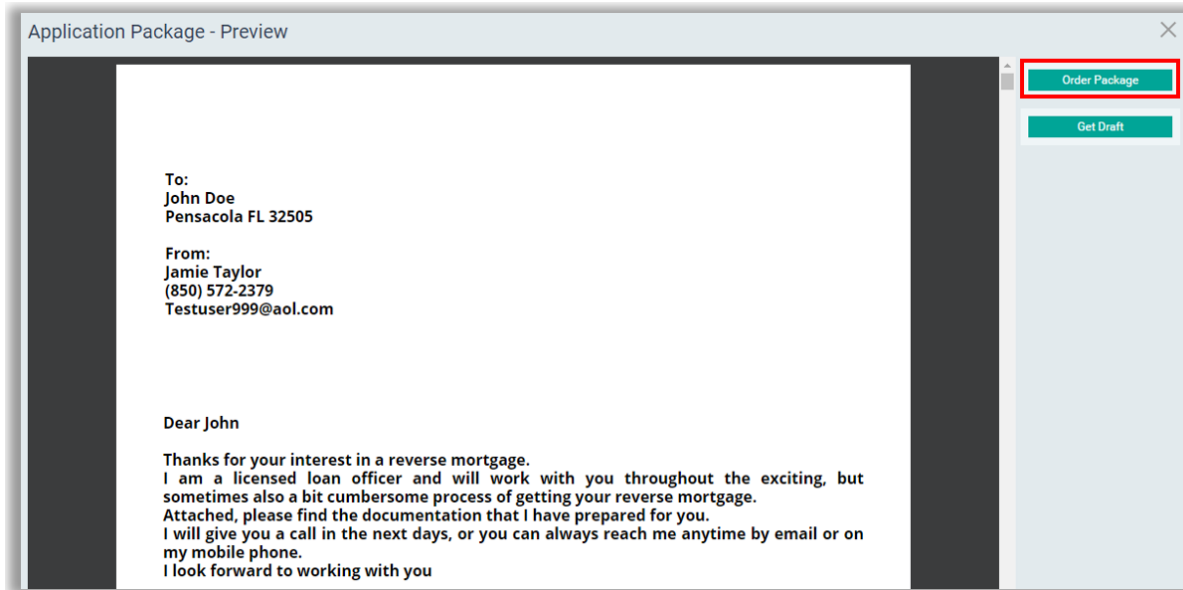 Application Package - Preview
Order Package
Get Draft
To:
John Doe
Pensacola FL 32505
From:
Jamie Taylor
(850) 572-2379
Testuser999@aol.com
Dear John
Thanks for your interest in a reverse mortgage.
I am a licensed loan officer and will work with you throughout the exciting, but
sometimes also a bit cumbersome process of getting your reverse mortgage.
Attached, please find the documentation that I have prepared for you.
I will give you a call in the next days, or you can always reach me anytime by email or on
my mobile phone.
I look forward to working with you